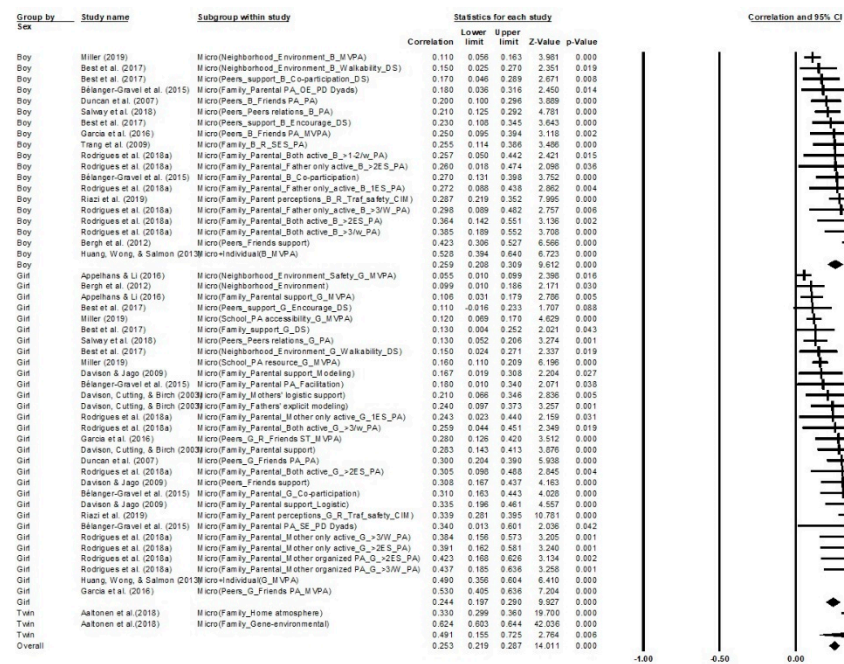 Group by Study name Subgroup within study Statistics for each study Correlation and 95% CI
Sex
Lower Upper
Correlation limit limit Z-Value p-Value
Boy Miller (2019) Micro(Neighborhood_Environment_B_MVPA) 0.110 0.056 0.163 3.981 0.000
Boy Best et al. (2017) Micro(Neighborhood_Environment_B_Walkability_DS) 0.150 0.025 0.270 2.351 0.019
Boy Best et al. (2017) Micro(Peers_support_B_Co-participation_DS) 0.170 0.046 0.289 2.671 0.008
Boy Bélanger-Gravel et al. (2015) Micro(Family_Parental PA_OE_PD Dyads) 0.180 0.036 0.316 2.450 0.014
Boy Duncan et al. (2007) Micro(Peers_B_Friends PA_PA) 0.200 0.100 0.296 3.889 0.000
Boy Salway et al. (2018) Micro(Peers_Peers relations_B_PA) 0.210 0.125 0.292 4.781 0.000
Boy Best et al. (2017) Micro(Peers_support_B_Encourage_DS) 0.230 0.108 0.345 3.643 0.000
Boy Garcia et al. (2016) Micro(Peers_B_Friends PA_MVPA) 0.250 0.095 0.394 3.118 0.002
Boy Trang et al. (2009) Micro(Family_B_R_SES_PA) 0.255 0.114 0.386 3.486 0.000
Boy Rodrigues et al. (2018a) Micro(Family_Parental_Both active_B_>1-2/w_PA) 0.257 0.050 0.442 2.421 0.015
Boy Rodrigues et al. (2018a) Micro(Family_Parental_Father only_active_B_>2ES_PA) 0.260 0.018 0.474 2.098 0.036
Boy Bélanger-Gravel et al. (2015) Micro(Family_Parental_B_Co-participation) 0.270 0.131 0.398 3.752 0.000
Boy Rodrigues et al. (2018a) Micro(Family_Parental_Father only_active_B_1ES_PA) 0.272 0.088 0.438 2.862 0.004
Boy Riazi et al. (2019) Micro(Family_Parent perceptions_B_R_Traf_safety_CIM) 0.287 0.219 0.352 7.995 0.000
Boy Rodrigues et al. (2018a) Micro(Family_Parental_Father only_active_B_>3/W_PA) 0.298 0.089 0.482 2.757 0.006
Boy Rodrigues et al. (2018a) Micro(Family_Parental_Both active_B_>2ES_PA) 0.364 0.142 0.551 3.136 0.002
Boy Rodrigues et al. (2018a) Micro(Family_Parental_Both active_B_>3/w_PA) 0.385 0.189 0.552 3.708 0.000
Boy Bergh et al. (2012) Micro(Peers_Friends support) 0.423 0.306 0.527 6.566 0.000
Boy Huang, Wong, & Salmon (2013)Micro+Individual(B_MVPA) 0.528 0.394 0.640 6.723 0.000
Boy 0.259 0.208 0.309 9.612 0.000
Girl Appelhans & Li (2016) Micro(Neighborhood_Environment_Safety_G_MVPA) 0.055 0.010 0.099 2.398 0.016
Girl Bergh et al. (2012) Micro(Neighborhood_Environment) 0.099 0.010 0.186 2.171 0.030
Girl Appelhans & Li (2016) Micro(Family_Parental support_G_MVPA) 0.106 0.031 0.179 2.786 0.005
Girl Best et al. (2017) Micro(Peers_support_G_Encourage_DS) 0.110 -0.016 0.233 1.707 0.088
Girl Miller (2019) Micro(School_PA accessibility_G_MVPA) 0.120 0.069 0.170 4.629 0.000
Girl Best et al. (2017) Micro(Family_support_G_DS) 0.130 0.004 0.252 2.021 0.043
Girl Salway et al. (2018) Micro(Peers_Peers relations_G_PA) 0.130 0.052 0.206 3.274 0.001
Girl Best et al. (2017) Micro(Neighborhood_Environment_G_Walkability_DS) 0.150 0.024 0.271 2.337 0.019
Girl Miller (2019) Micro(School_PA resource_G_MVPA) 0.160 0.110 0.209 6.196 0.000
Girl Davison & Jago (2009) Micro(Family_Parental support_Modeling) 0.167 0.019 0.308 2.204 0.027
Girl Bélanger-Gravel et al. (2015) Micro(Family_Parental PA_Facilitation) 0.180 0.010 0.340 2.071 0.038
Girl Davison, Cutting, & Birch (2003)Micro(Family_Mothers' logistic support) 0.210 0.066 0.346 2.836 0.005
Girl Davison, Cutting, & Birch (2003)Micro(Family_Fathers' explicit modeling) 0.240 0.097 0.373 3.257 0.001
Girl Rodrigues et al. (2018a) Micro(Family_Parental_Mother only active_G_1ES_PA) 0.243 0.023 0.440 2.159 0.031
Girl Rodrigues et al. (2018a) Micro(Family_Parental_Both active_G_>3/w_PA) 0.259 0.044 0.451 2.349 0.019
Girl Garcia et al. (2016) Micro(Peers_G_R_Friends ST_MVPA) 0.280 0.126 0.420 3.512 0.000
Girl Davison, Cutting, & Birch (2003)Micro(Family_Parental support) 0.283 0.143 0.413 3.876 0.000
Girl Duncan et al. (2007) Micro(Peers_G_Friends PA_PA) 0.300 0.204 0.390 5.938 0.000
Girl Rodrigues et al. (2018a) Micro(Family_Parental_Both active_G_>2ES_PA) 0.305 0.098 0.488 2.845 0.004
Girl Davison & Jago (2009) Micro(Peers_Friends support) 0.308 0.167 0.437 4.163 0.000
Girl Bélanger-Gravel et al. (2015) Micro(Family_Parental_G_Co-participation) 0.310 0.163 0.443 4.028 0.000
Girl Davison & Jago (2009) Micro(Family_Parental support_Logistic) 0.335 0.196 0.461 4.557 0.000
Girl Riazi et al. (2019) Micro(Family_Parent perceptions_G_R_Traf_safety_CIM) 0.339 0.281 0.395 10.781 0.000
Girl Bélanger-Gravel et al. (2015) Micro(Family_Parental PA_SE_PD Dyads) 0.340 0.013 0.601 2.036 0.042
Girl Rodrigues et al. (2018a) Micro(Family_Parental_Mother only active_G_>3/W_PA) 0.384 0.156 0.573 3.205 0.001
Girl Rodrigues et al. (2018a) Micro(Family_Parental_Mother only active_G_>2ES_PA) 0.391 0.162 0.581 3.240 0.001
Girl Rodrigues et al. (2018a) Micro(Family_Parental_Mother organized PA_G_>2ES_PA) 0.423 0.168 0.626 3.134 0.002
Girl Rodrigues et al. (2018a) Micro(Family_Parental_Mother organized PA_G_>3/W_PA) 0.437 0.185 0.636 3.258 0.001
Girl Huang, Wong, & Salmon (2013)Micro+Individual(G_MVPA) 0.490 0.356 0.604 6.410 0.000
Girl Garcia et al. (2016) Micro(Peers_G_Friends PA_MVPA) 0.530 0.405 0.636 7.204 0.000
Girl 0.244 0.197 0.290 9.927 0.000
Twin Aaltonen et al.(2018) Micro(Family_Home atmosphere) 0.330 0.299 0.360 19.700 0.000
Twin Aaltonen et al.(2018) Micro(Family_Gene-environmental) 0.624 0.603 0.644 42.036 0.000
Twin 0.491 0.155 0.725 2.764 0.006
Overall 0.253 0.219 0.287 14.011 0.000
-1.00 -0.50 0.00